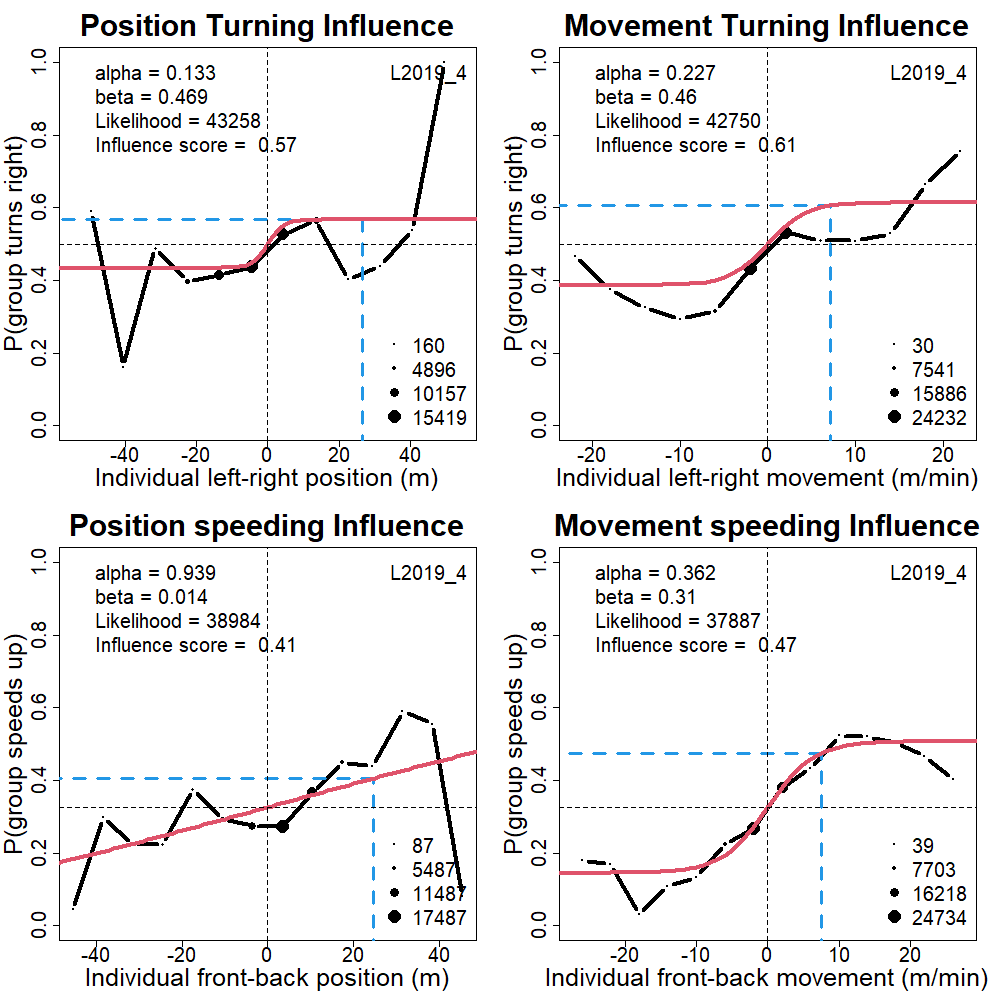 Position Turning Influence
alpha = 0.133
beta = 0.469
Likelihood = 43258
Influence score =  0.57
L2019_4
P(group turns right)
0.0
0.2
0.4
0.6
0.8
1.0
160
4896
10157
15419
-40
-20
0
20
40
Individual left-right position (m)
Movement Turning Influence
alpha = 0.227
beta = 0.46
Likelihood = 42750
Influence score =  0.61
L2019_4
P(group turns right)
0.0
0.2
0.4
0.6
0.8
1.0
30
7541
15886
24232
-20
-10
0
10
20
Individual left-right movement (m/min)
Position speeding Influence
alpha = 0.939
beta = 0.014
Likelihood = 38984
Influence score =  0.41
L2019_4
P(group speeds up)
0.0
0.2
0.4
0.6
0.8
1.0
87
5487
11487
17487
-40
-20
0
20
40
Individual front-back position (m)
Movement speeding Influence
alpha = 0.362
beta = 0.31
Likelihood = 37887
Influence score =  0.47
L2019_4
P(group speeds up)
0.0
0.2
0.4
0.6
0.8
1.0
39
7703
16218
24734
-20
-10
0
10
20
Individual front-back movement (m/min)